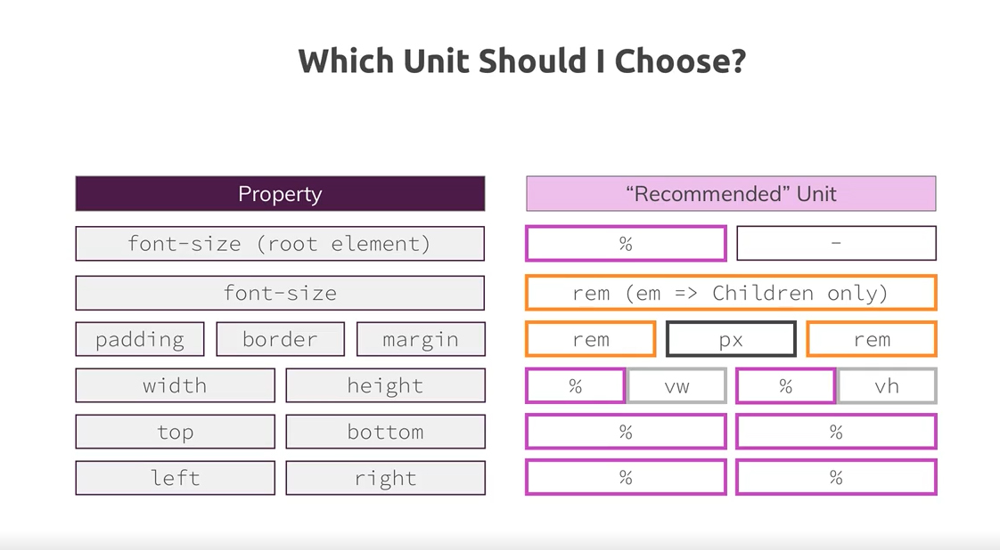 Which Unit Should I Choose?
Property “Recommended” Unit
font-size (root element) % –
font-size rem (em => Children only)
padding border margin rem px rem
width height % vw % vh
top bottom % %
left right % %